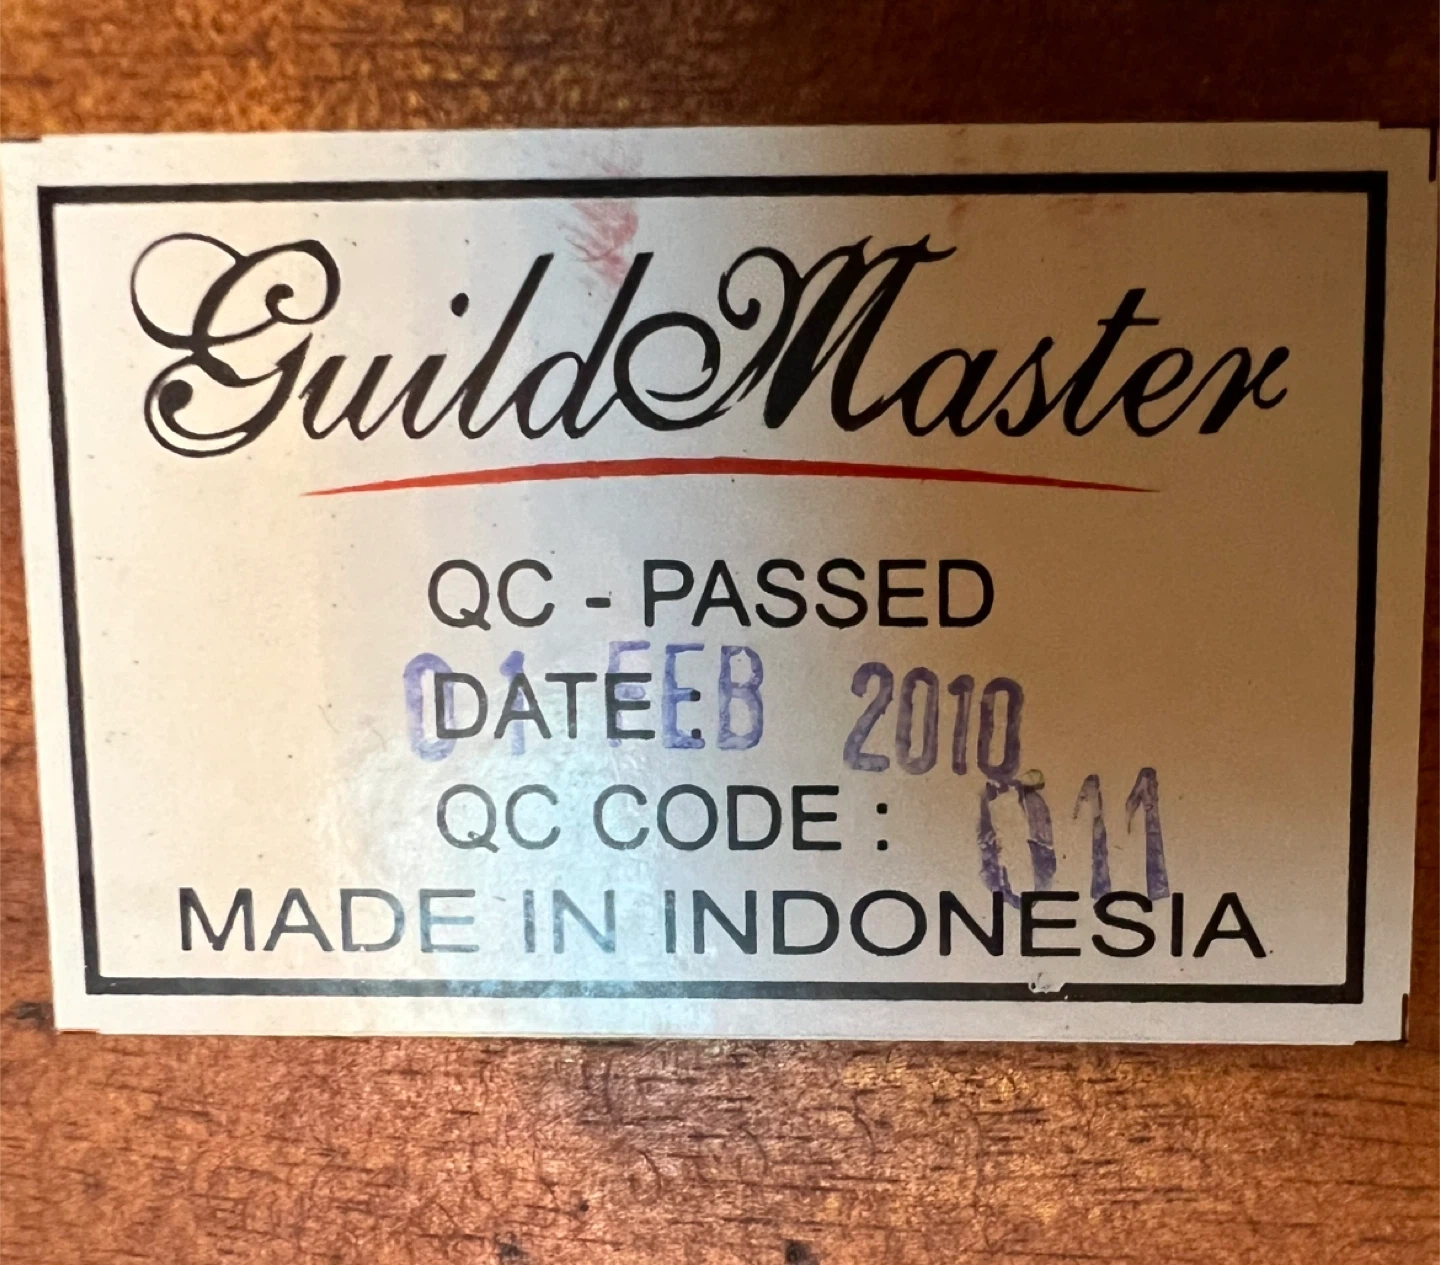 GuildMaster
QC - PASSED
DATE : 01 FEB 2010
QC CODE : 011
MADE IN INDONESIA